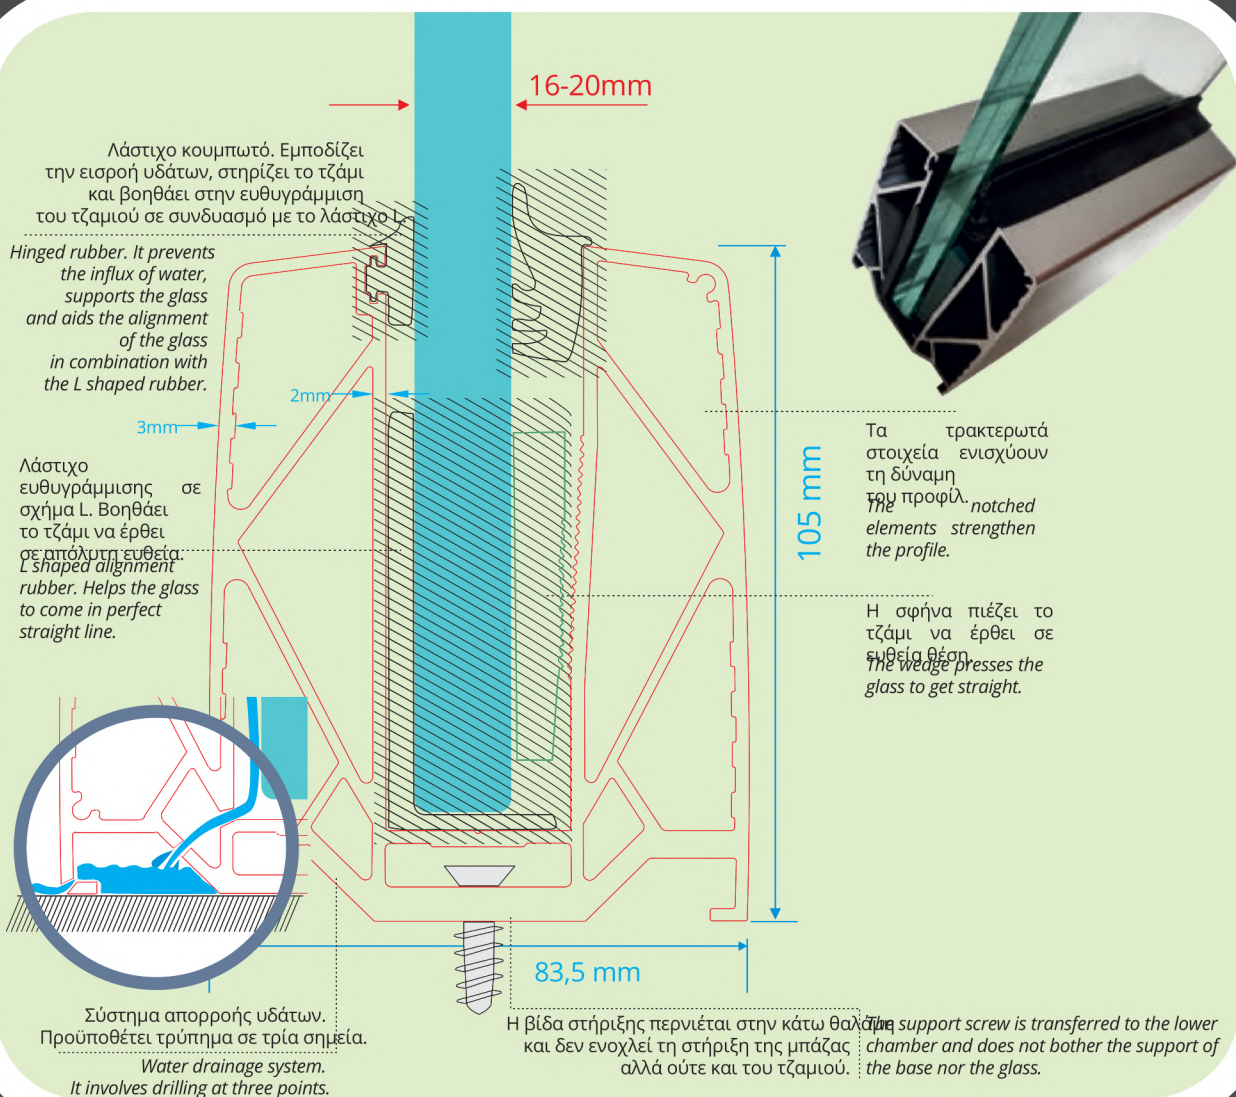 16-20mm
Λάστιχο κουμπωτό. Εμποδίζει
την εισροή υδάτων, στηρίζει το τζάμι
και βοηθάει στην ευθυγράμμιση
του τζαμιού σε συνδυασμό με το λάστιχο L.
Hinged rubber. It prevents
the influx of water,
supports the glass
and aids the alignment
of the glass
in combination with
the L shaped rubber.
2mm
3mm
Λάστιχο
ευθυγράμμισης σε
σχήμα L. Βοηθάει
το τζάμι να έρθει
σε απόλυτη ευθεία.
L shaped alignment
rubber. Helps the glass
to come in perfect
straight line.
105 mm
Τα τρακτερωτά
στοιχεία ενισχύουν
τη δύναμη
του προφίλ.
The notched
elements strengthen
the profile.
Η σφήνα πιέζει το
τζάμι να έρθει σε
ευθεία θέση.
The wedge presses the
glass to get straight.
83,5 mm
Σύστημα απορροής υδάτων.
Προϋποθέτει τρύπημα σε τρία σημεία.
Water drainage system.
It involves drilling at three points.
Η βίδα στήριξης περνιέται στην κάτω θαλάμη
και δεν ενοχλεί τη στήριξη της μπάζας
αλλά ούτε και του τζαμιού.
The support screw is transferred to the lower
chamber and does not bother the support of
the base nor the glass.